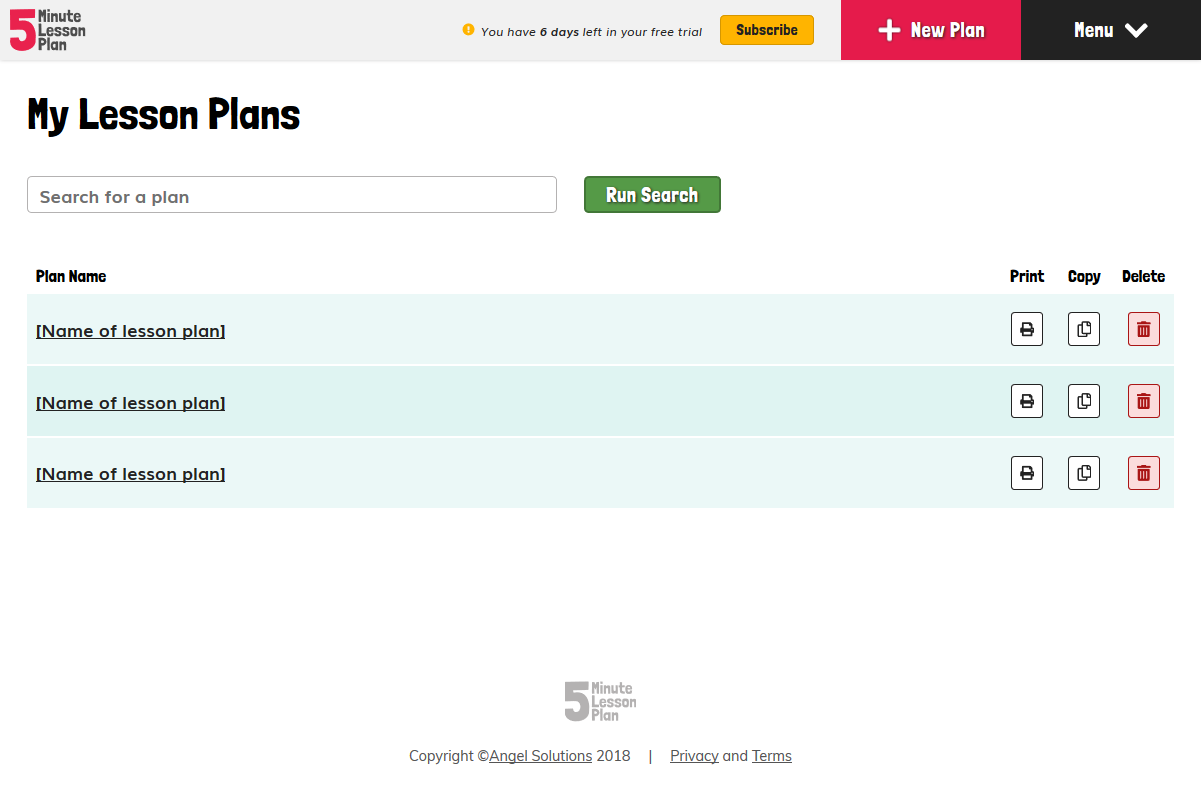 5 Minute Lesson Plan
You have 6 days left in your free trial
Subscribe
New Plan
Menu
My Lesson Plans
Search for a plan
Run Search
Plan Name Print Copy Delete
[Name of lesson plan]
[Name of lesson plan]
[Name of lesson plan]
5 Minute Lesson Plan
Copyright ©Angel Solutions 2018 | Privacy and Terms